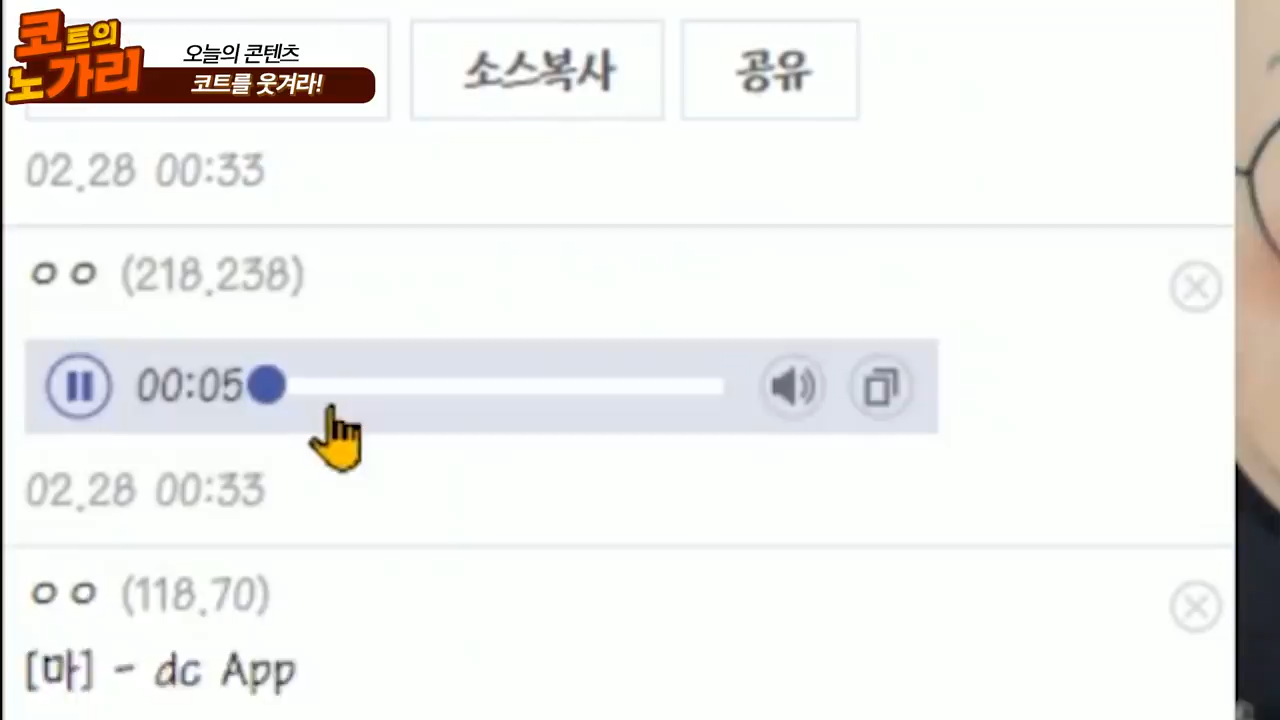 코트의
노가리
오늘의 콘텐츠
코트를 웃겨라!
소스복사
공유
02.28 00:33
ㅇㅇ (218.238)
00:05
02.28 00:33
ㅇㅇ (118.70)
[마] - dc App